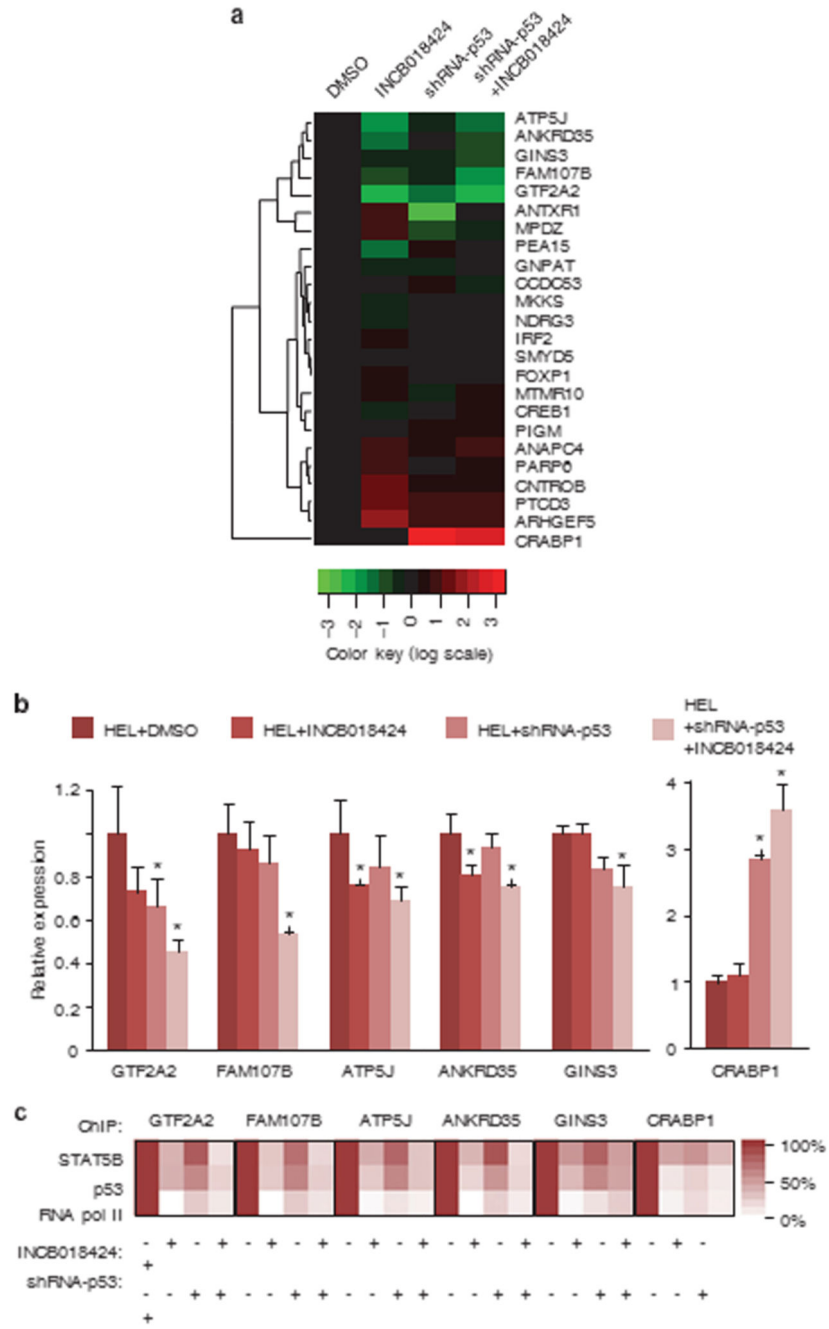 a
DMSO
INCB018424
shRNA-p53
shRNA-p53
+INCB018424
ATP5J
ANKRD35
GINS3
FAM107B
GTF2A2
ANTXR1
MPDZ
PEA15
GNPAT
CCDC53
MKKS
NDRG3
IRF2
SMYD5
FOXP1
MTMR10
CREB1
PIGM
ANAPC4
PARP6
CNTROB
PTCD3
ARHGEF5
CRABP1
-3 -2 -1 0 1 2 3
Color key (log scale)
b
HEL+DMSO HEL+INCB018424 HEL+shRNA-p53
HEL
+shRNA-p53
+INCB018424
Relative expression
1.2
0.8
0.6
0.4
0.2
0
* * * * * * * *
GTF2A2 FAM107B ATP5J ANKRD35 GINS3
4
3
2
1
0
* *
CRABP1
c
ChIP: GTF2A2 FAM107B ATP5J ANKRD35 GINS3 CRABP1
STAT5B
p53
RNA pol II
100%
50%
0%
INCB018424: - + - + - + - + - + - + - + - + - + - + - + -
+
shRNA-p53: - - + + - - + + - - + + - - + + - - + + - - +
+